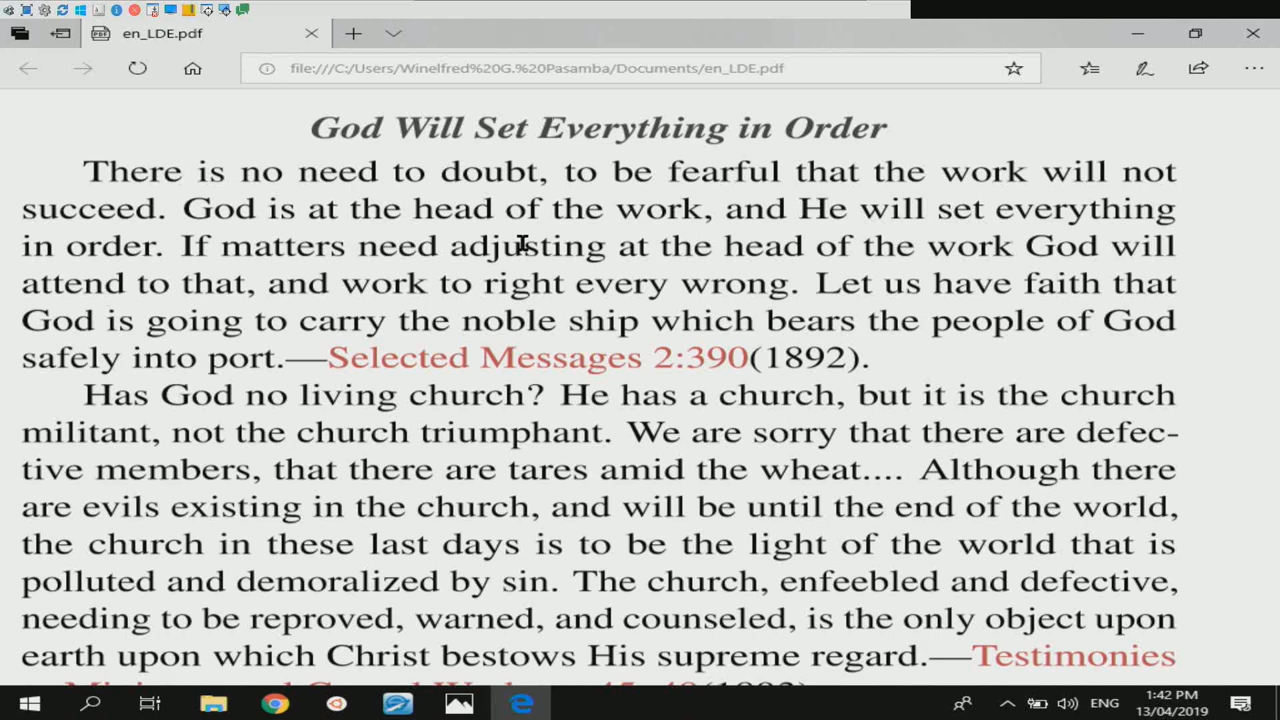 en_LDE.pdf
file:///C:/Users/Winelfred%20G.%20Pasamba/Documents/en_LDE.pdf
God Will Set Everything in Order
There is no need to doubt, to be fearful that the work will not
succeed. God is at the head of the work, and He will set everything
in order. If matters need adjusting at the head of the work God will
attend to that, and work to right every wrong. Let us have faith that
God is going to carry the noble ship which bears the people of God
safely into port.—Selected Messages 2:390(1892).
Has God no living church? He has a church, but it is the church
militant, not the church triumphant. We are sorry that there are defec-
tive members, that there are tares amid the wheat.... Although there
are evils existing in the church, and will be until the end of the world,
the church in these last days is to be the light of the world that is
polluted and demoralized by sin. The church, enfeebled and defective,
needing to be reproved, warned, and counseled, is the only object upon
earth upon which Christ bestows His supreme regard.—Testimonies
ENG
1:42 PM
13/04/2019